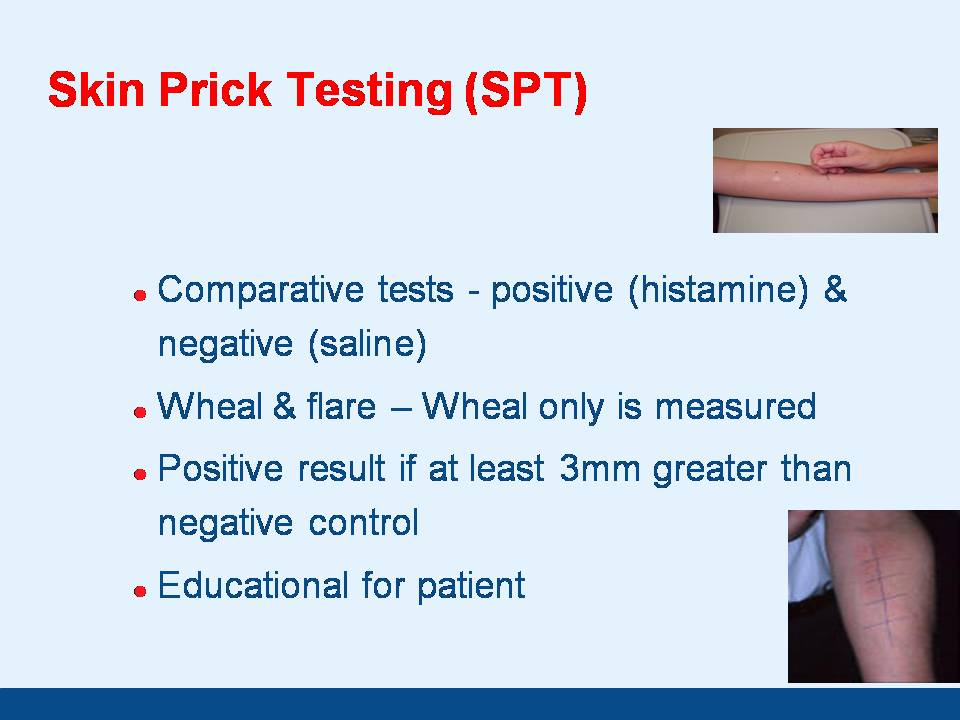 Skin Prick Testing (SPT)
Comparative tests - positive (histamine) &
negative (saline)
Wheal & flare – Wheal only is measured
Positive result if at least 3mm greater than
negative control
Educational for patient